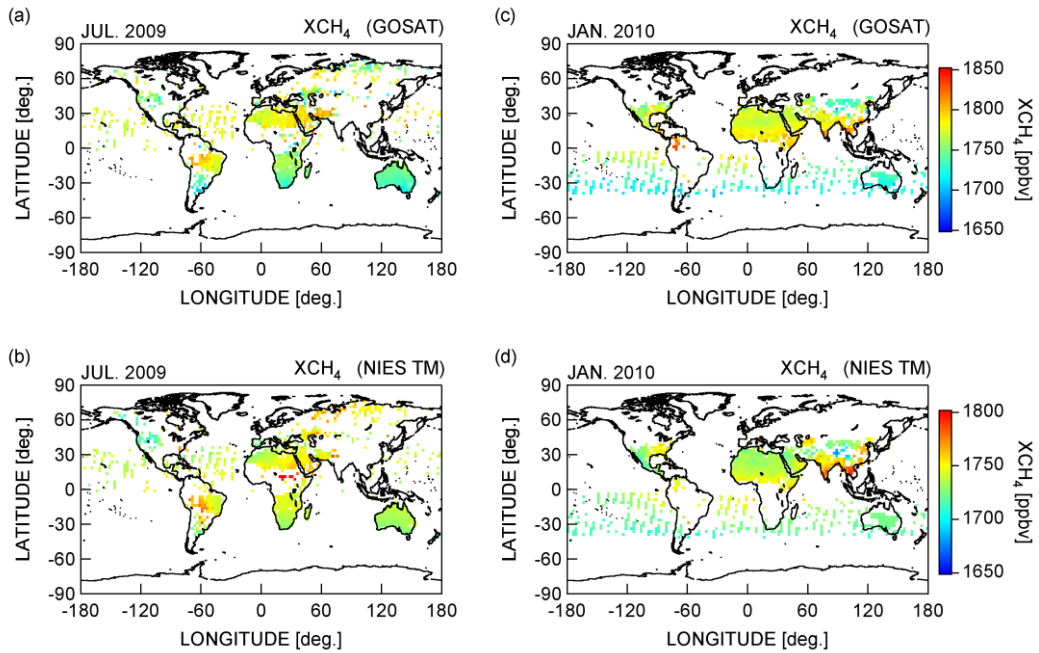 (a)
JUL. 2009 XCH₄ (GOSAT)
90
60
30
0
-30
-60
-90
LATITUDE [deg.]
-180 -120 -60 0 60 120 180
LONGITUDE [deg.]
(c)
JAN. 2010 XCH₄ (GOSAT)
90
60
30
0
-30
-60
-90
LATITUDE [deg.]
-180 -120 -60 0 60 120 180
LONGITUDE [deg.]
1850
1800
1750
1700
1650
XCH₄ [ppbv]
(b)
JUL. 2009 XCH₄ (NIES TM)
90
60
30
0
-30
-60
-90
LATITUDE [deg.]
-180 -120 -60 0 60 120 180
LONGITUDE [deg.]
(d)
JAN. 2010 XCH₄ (NIES TM)
90
60
30
0
-30
-60
-90
LATITUDE [deg.]
-180 -120 -60 0 60 120 180
LONGITUDE [deg.]
1800
1750
1700
1650
XCH₄ [ppbv]